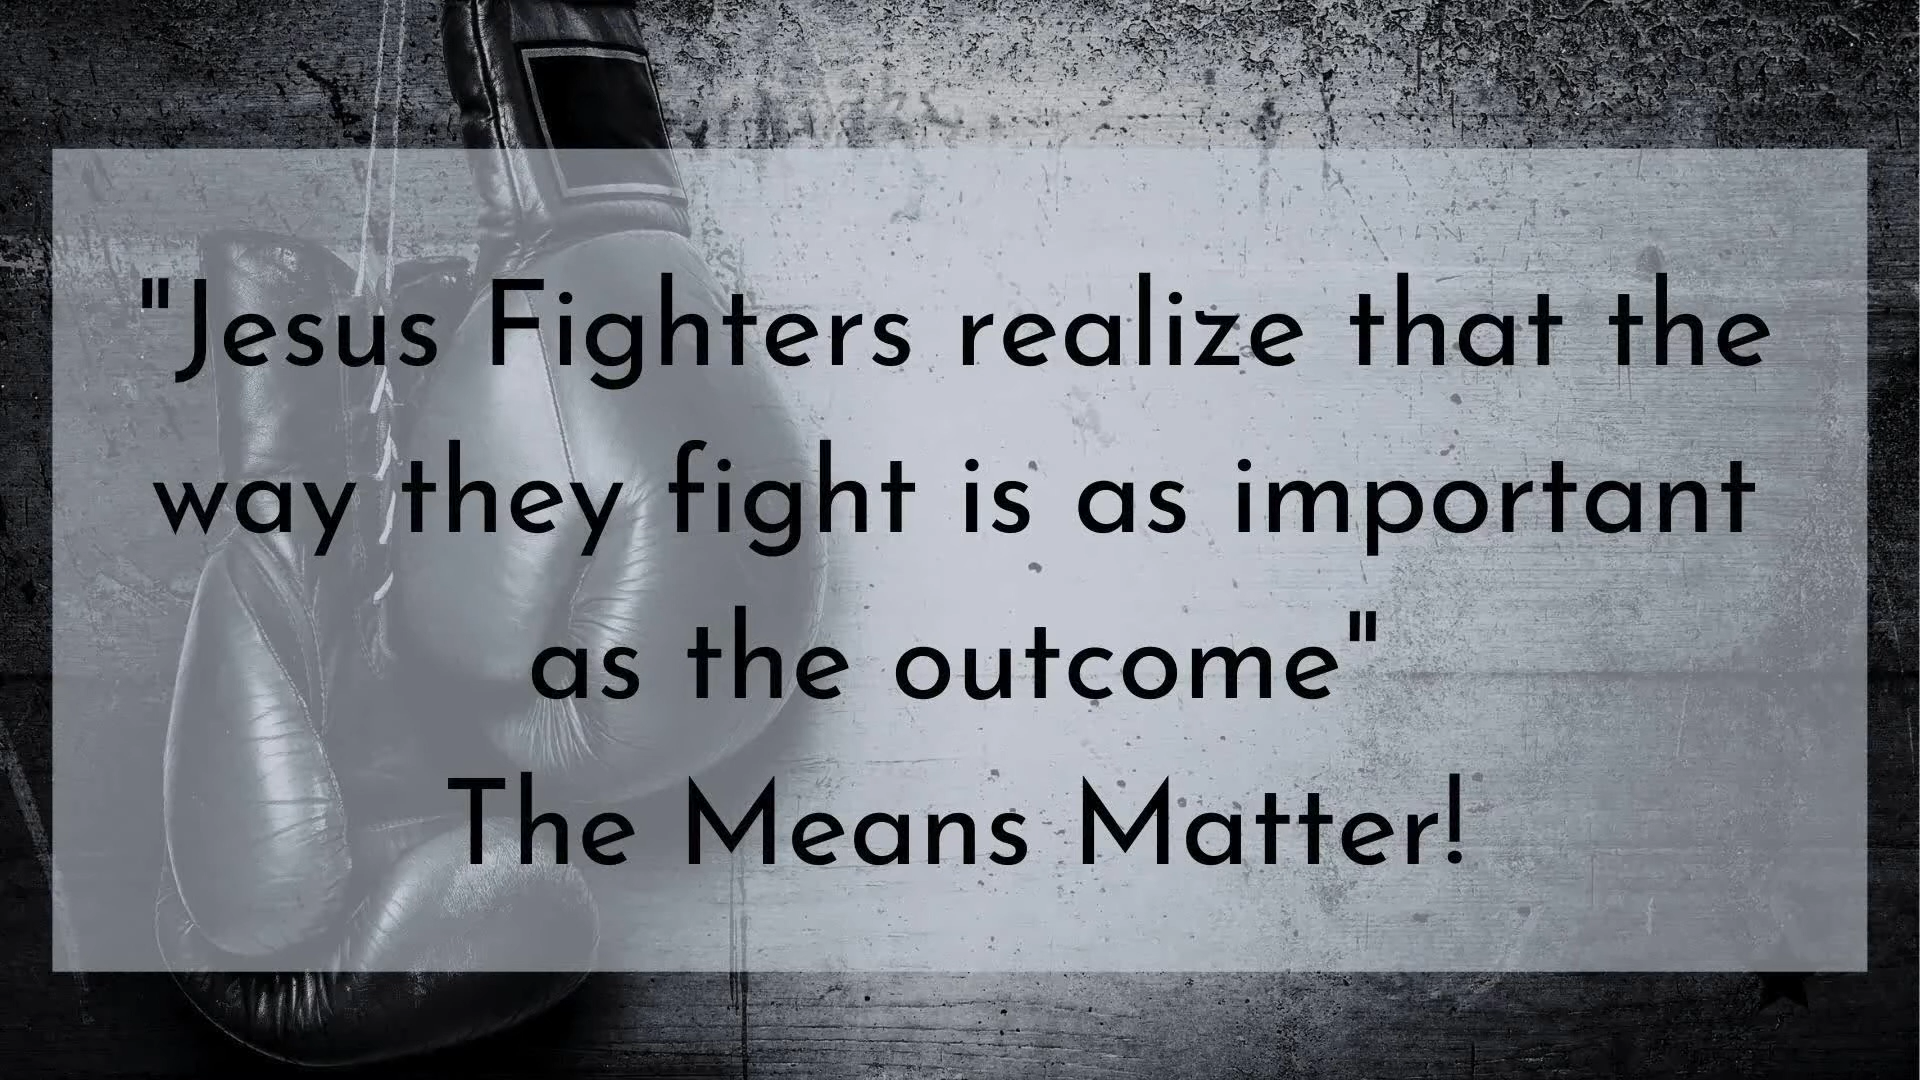 "Jesus Fighters realize that the
way they fight is as important
as the outcome"
The Means Matter!